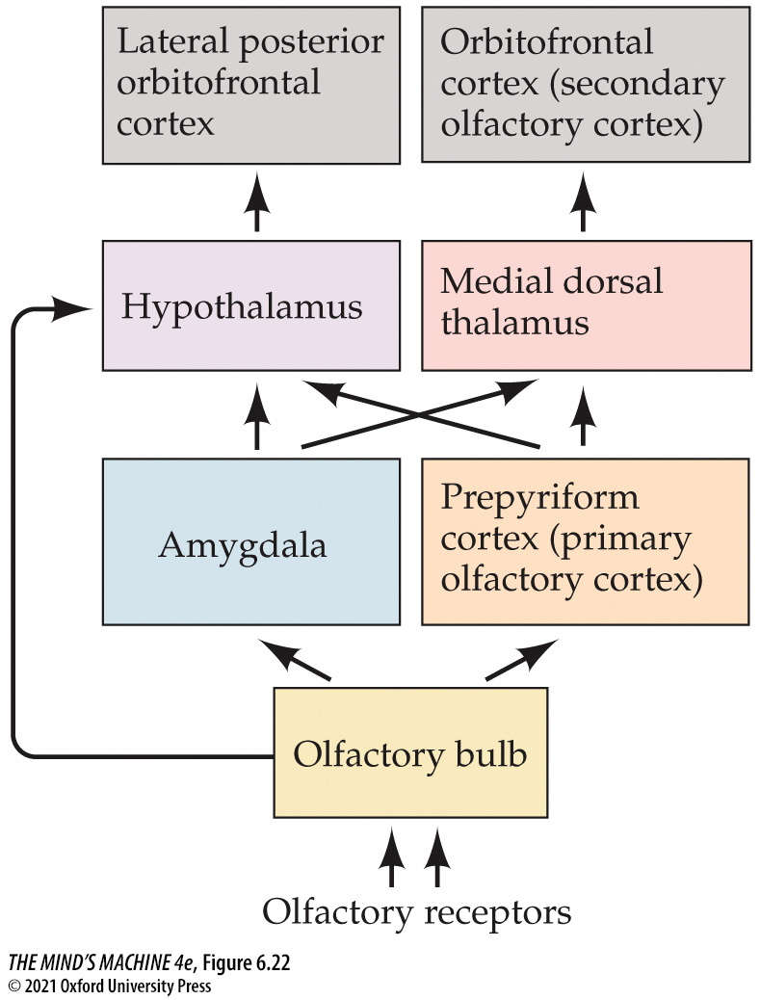 Lateral posterior
orbitofrontal
cortex
Orbitofrontal
cortex (secondary
olfactory cortex)
Hypothalamus
Medial dorsal
thalamus
Amygdala
Prepyriform
cortex (primary
olfactory cortex)
Olfactory bulb
Olfactory receptors
THE MIND'S MACHINE 4e, Figure 6.22
© 2021 Oxford University Press